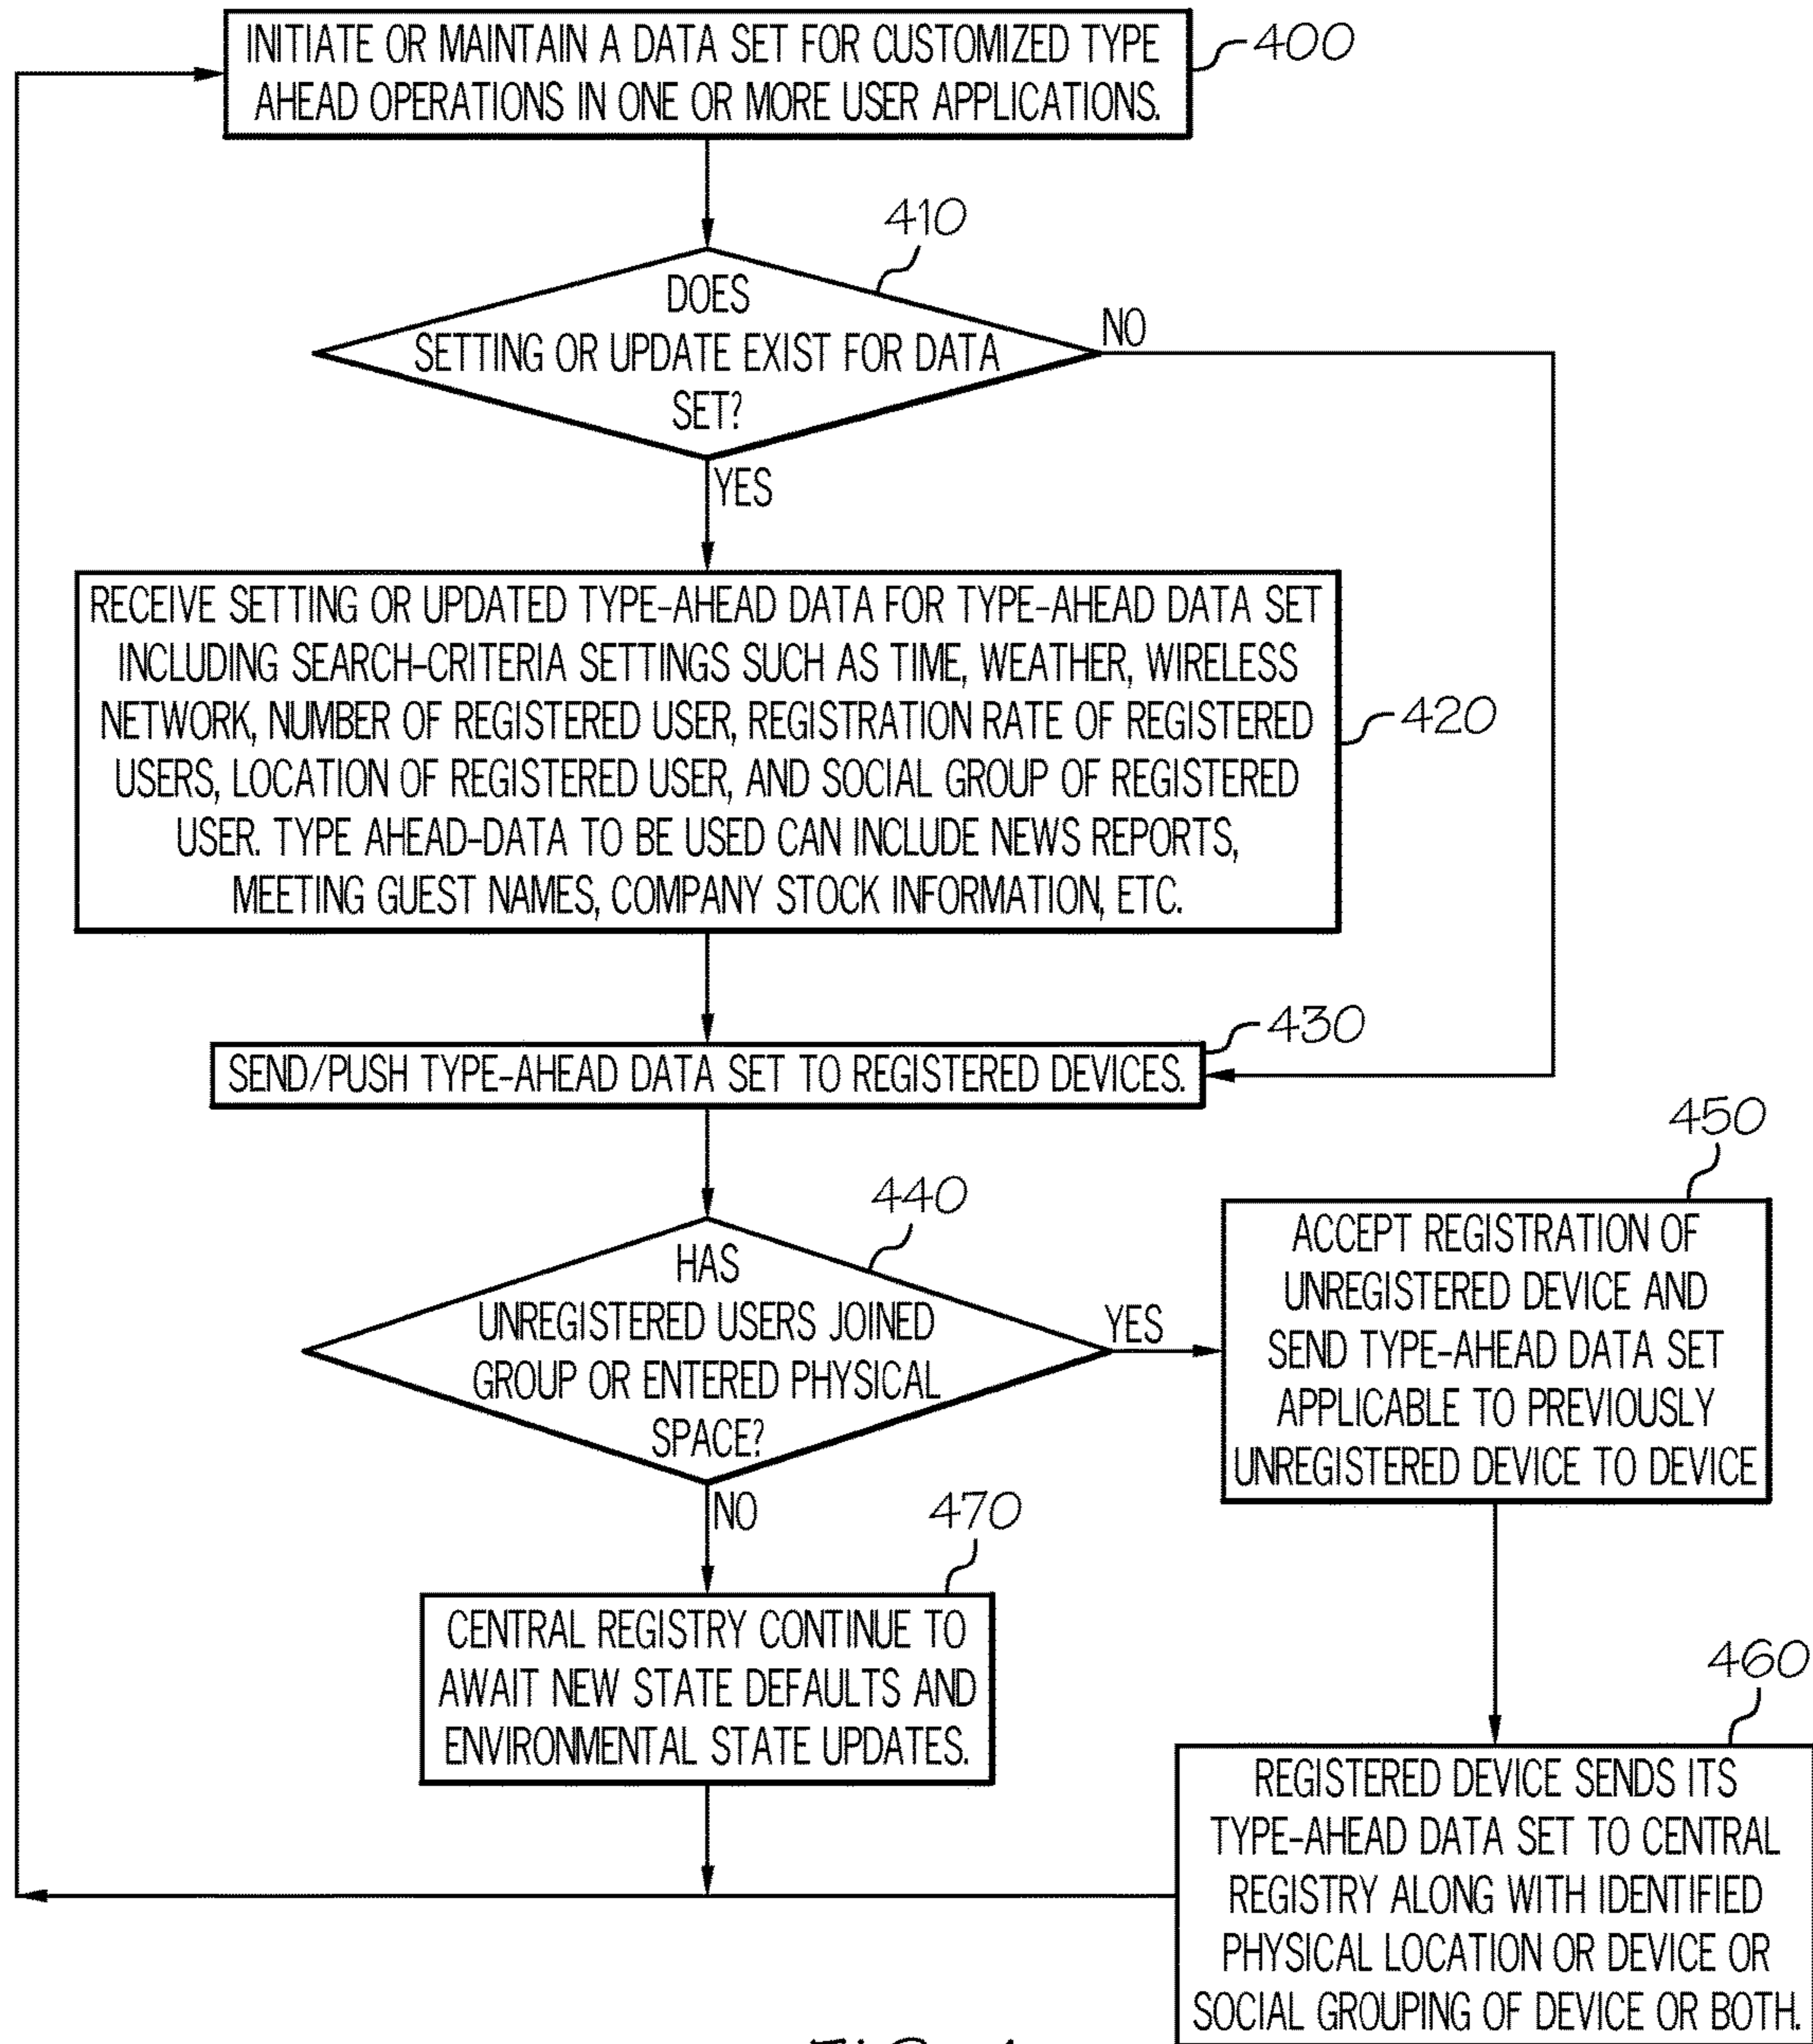 INITIATE OR MAINTAIN A DATA SET FOR CUSTOMIZED TYPE
AHEAD OPERATIONS IN ONE OR MORE USER APPLICATIONS.
400
410
DOES
SETTING OR UPDATE EXIST FOR DATA
SET?
NO
YES
RECEIVE SETTING OR UPDATED TYPE-AHEAD DATA FOR TYPE-AHEAD DATA SET
INCLUDING SEARCH-CRITERIA SETTINGS SUCH AS TIME, WEATHER, WIRELESS
NETWORK, NUMBER OF REGISTERED USER, REGISTRATION RATE OF REGISTERED
USERS, LOCATION OF REGISTERED USER, AND SOCIAL GROUP OF REGISTERED
USER. TYPE AHEAD-DATA TO BE USED CAN INCLUDE NEWS REPORTS,
MEETING GUEST NAMES, COMPANY STOCK INFORMATION, ETC.
420
430
SEND/PUSH TYPE-AHEAD DATA SET TO REGISTERED DEVICES.
440
HAS
UNREGISTERED USERS JOINED
GROUP OR ENTERED PHYSICAL
SPACE?
YES
NO
450
ACCEPT REGISTRATION OF
UNREGISTERED DEVICE AND
SEND TYPE-AHEAD DATA SET
APPLICABLE TO PREVIOUSLY
UNREGISTERED DEVICE TO DEVICE
470
CENTRAL REGISTRY CONTINUE TO
AWAIT NEW STATE DEFAULTS AND
ENVIRONMENTAL STATE UPDATES.
460
REGISTERED DEVICE SENDS ITS
TYPE-AHEAD DATA SET TO CENTRAL
REGISTRY ALONG WITH IDENTIFIED
PHYSICAL LOCATION OR DEVICE OR
SOCIAL GROUPING OF DEVICE OR BOTH.